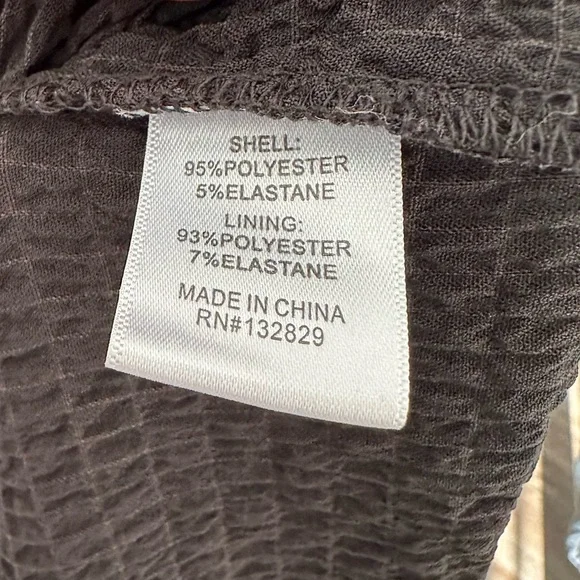 SHELL:
95%POLYESTER
5%ELASTANE
LINING:
93%POLYESTER
7%ELASTANE
MADE IN CHINA
RN#132829